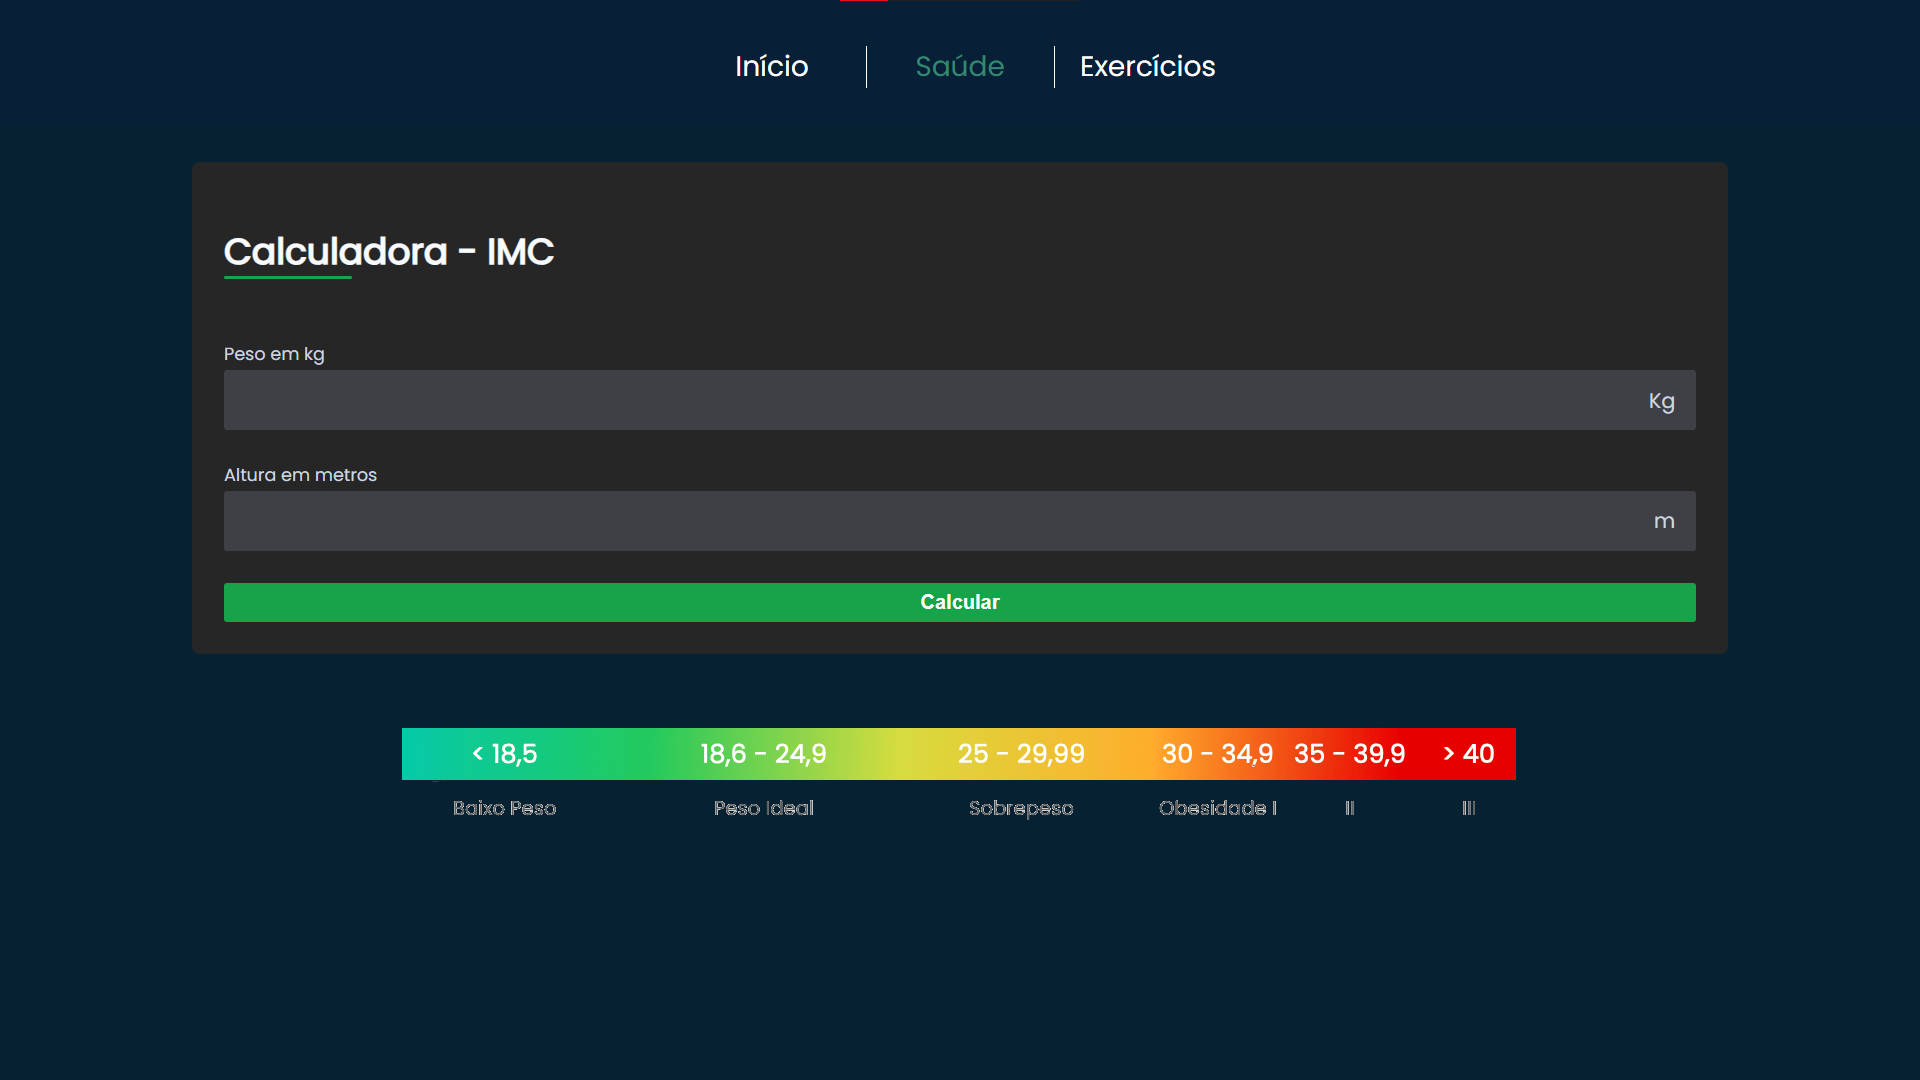 Início
Saúde
Exercícios
Calculadora - IMC
Peso em kg
Kg
Altura em metros
m
Calcular
< 18,5 18,6 - 24,9 25 - 29,99 30 - 34,9 35 - 39,9 > 40
Baixo Peso Peso Ideal Sobrepeso Obesidade I II III